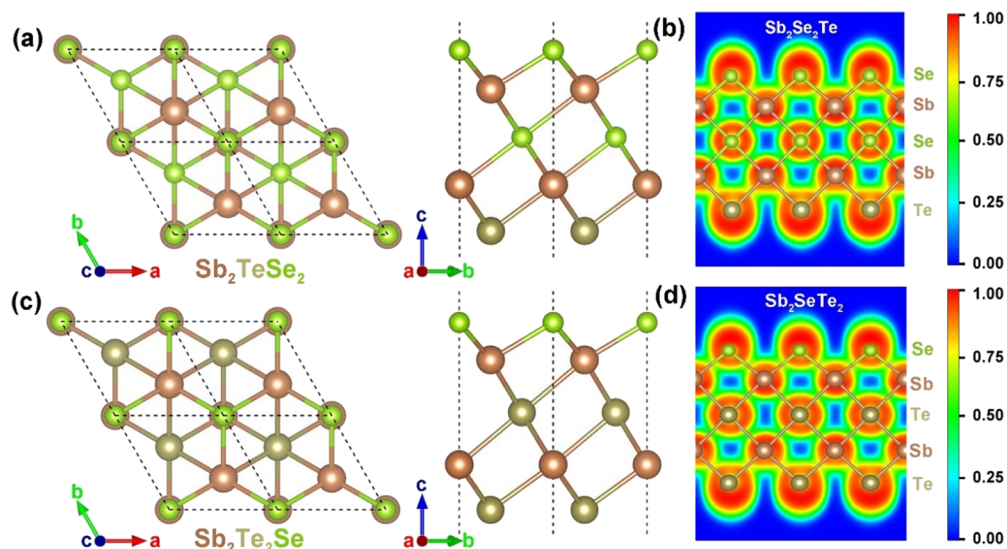 (a)
b
c
a
Sb₂TeSe₂
c
a
b
(b)
Sb₂Se₂Te
Se
Sb
Se
Sb
Te
1.00
0.75
0.50
0.25
0.00
(c)
b
c
a
Sb₂Te₂Se
c
a
b
(d)
Sb₂SeTe₂
Se
Sb
Te
Sb
Te
1.00
0.75
0.50
0.25
0.00